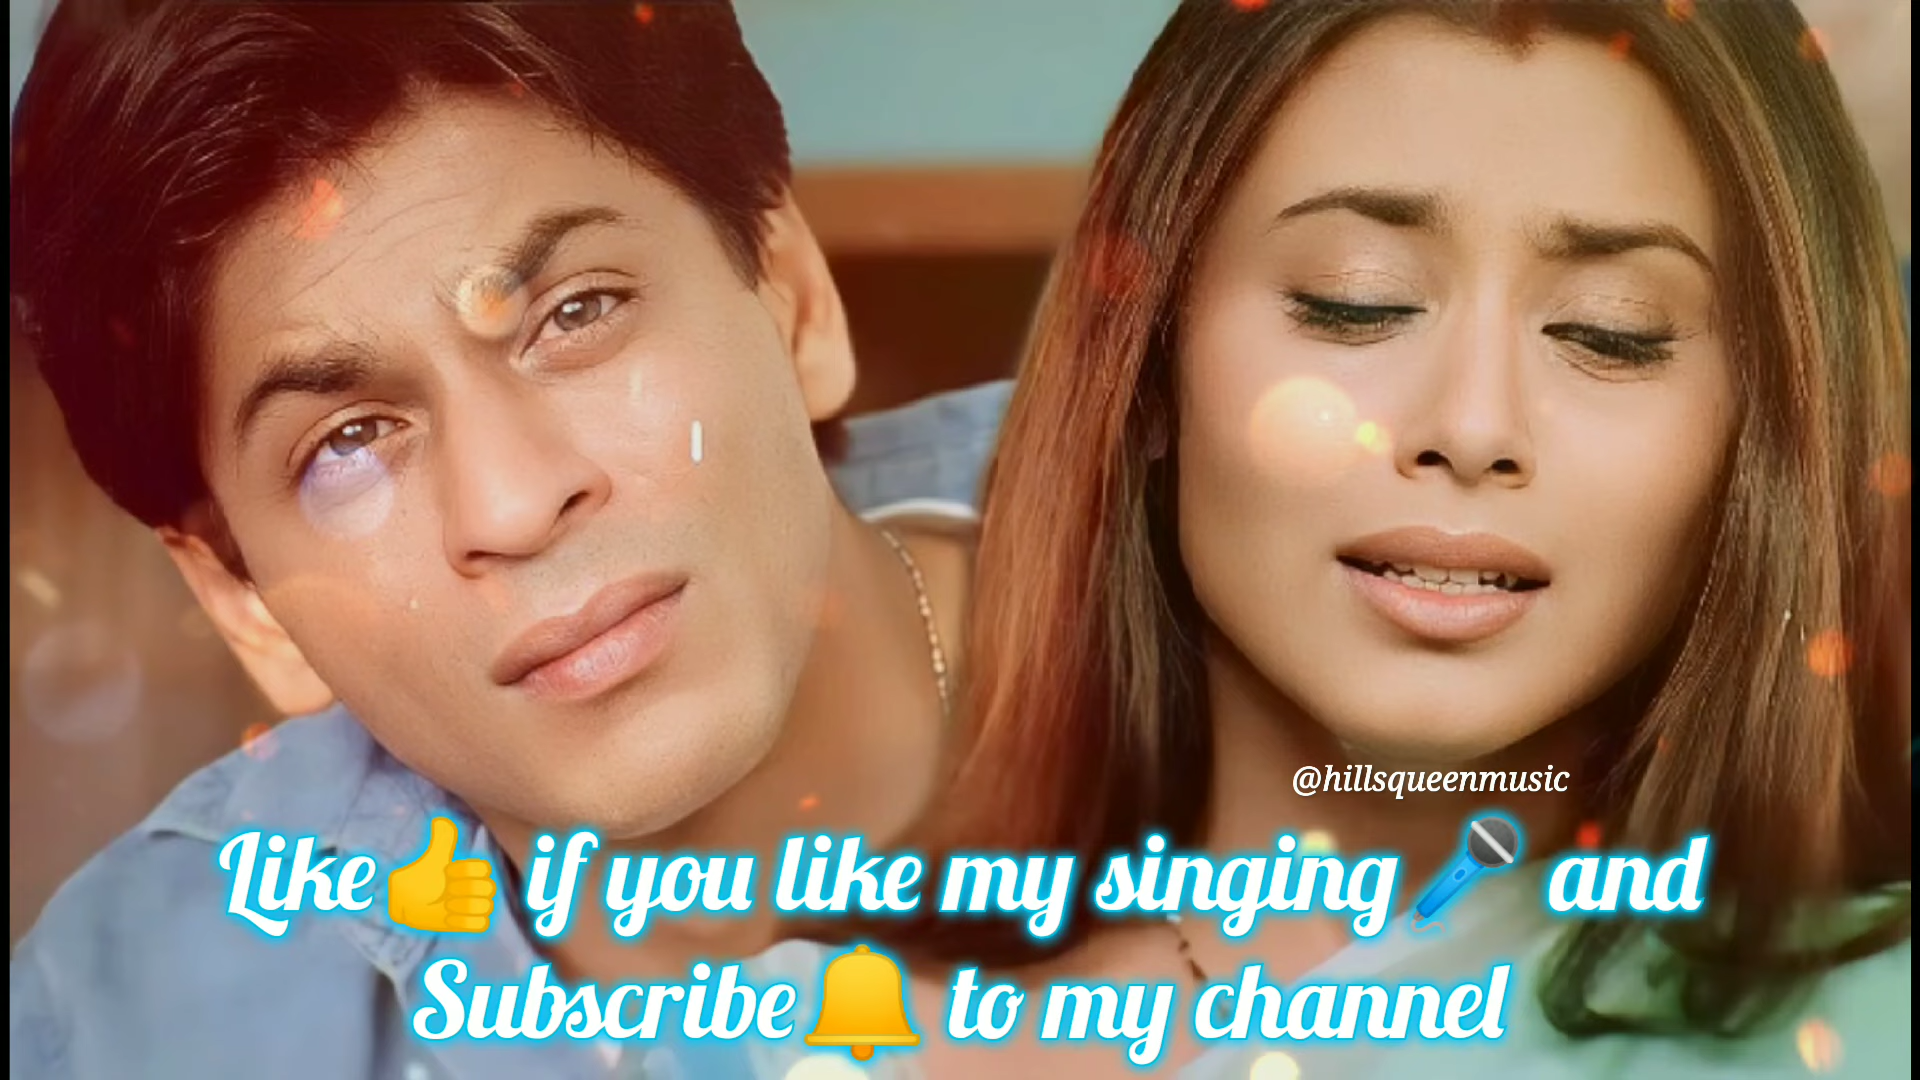 @hillsqueenmusic
Like👍 if you like my singing🎤 and
Subscribe🔔 to my channel